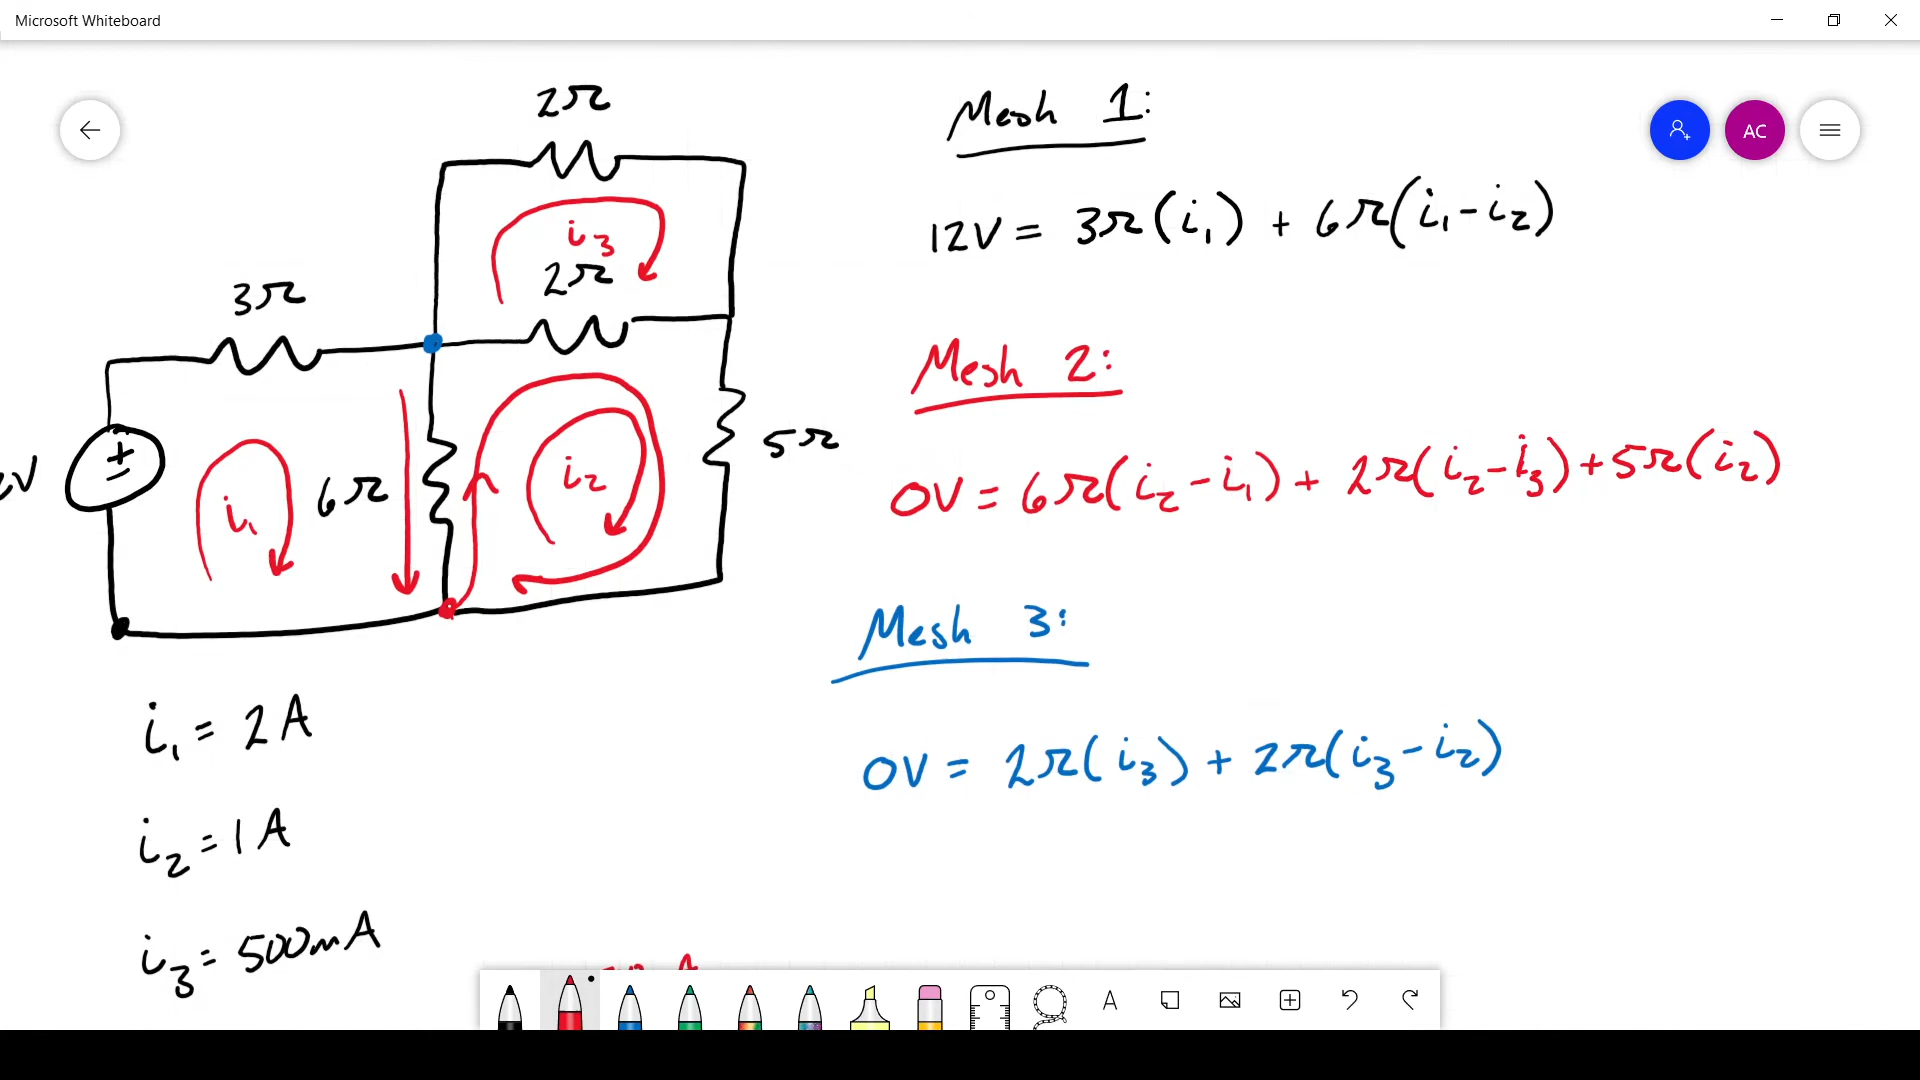 Microsoft Whiteboard
AC
2Ω
i₃
2Ω
3Ω
V
+
−
i₁
6Ω
i₂
5Ω
i₁ = 2A
i₂ = 1A
i₃ = 500mA
Mesh 1:
12V = 3Ω(i₁) + 6Ω(i₁-i₂)
Mesh 2:
0V = 6Ω(i₂-i₁) + 2Ω(i₂-i₃)+5Ω(i₂)
Mesh 3:
0V = 2Ω(i₃) + 2Ω(i₃-i₂)
A